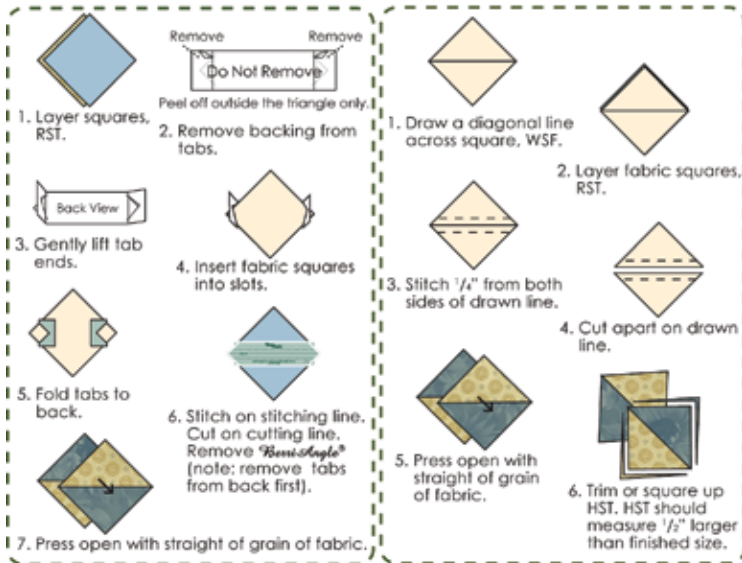 Remove
Remove
Do Not Remove
Peel off outside the triangle only.
1. Layer squares,
RST.
2. Remove backing from
tabs.
Back View
3. Gently lift tab
ends.
4. Insert fabric squares
into slots.
5. Fold tabs to
back.
6. Stitch on stitching line.
Cut on cutting line.
Remove Berri-Angle®
(note: remove tabs
from back first).
7. Press open with straight of grain of fabric.
1. Draw a diagonal line
across square, WSF.
2. Layer fabric squares,
RST.
3. Stitch 1/4" from both
sides of drawn line.
4. Cut apart on drawn
line.
5. Press open with
straight of grain
of fabric.
6. Trim or square up
HST. HST should
measure 1/2" larger
than finished size.